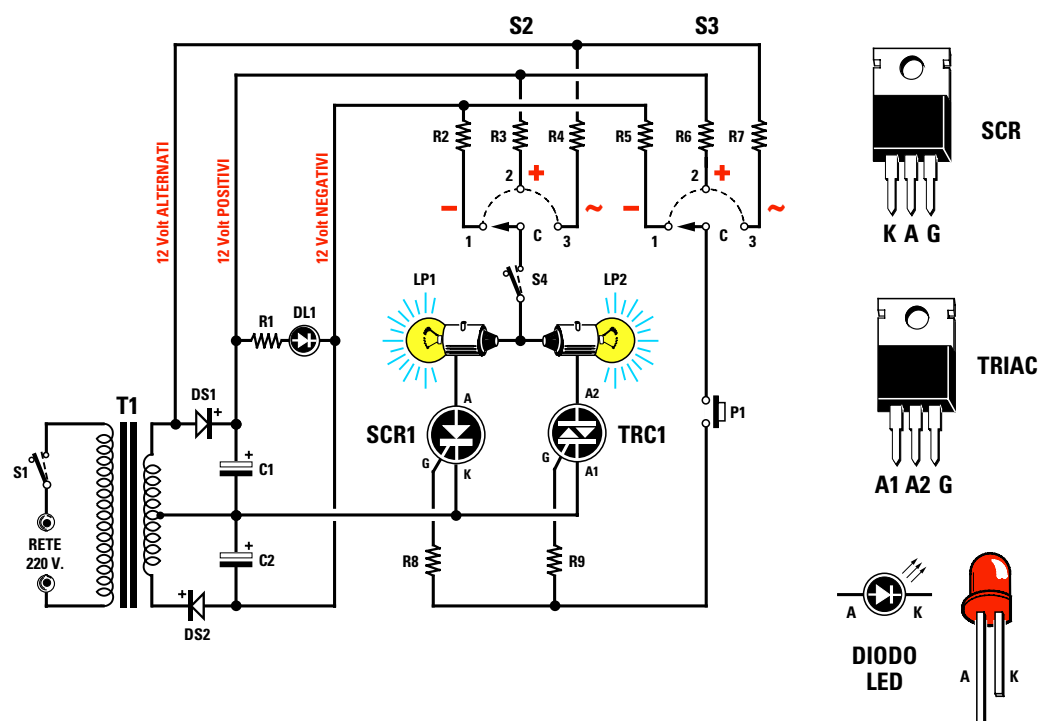 S2
S3
R2
R3
R4
R5
R6
R7
SCR
12 Volt ALTERNATI
12 Volt POSITIVI
12 Volt NEGATIVI
2
+
2
+
–
~
–
~
1
C
3
1
C
3
K A G
S4
LP1
LP2
R1
DL1
TRIAC
T1
DS1
+
A
A2
P1
SCR1
TRC1
S1
G
K
G
A1
+
C1
A1 A2 G
RETE
220 V.
+
C2
R8
R9
+
DS2
A
K
DIODO
LED
A
K